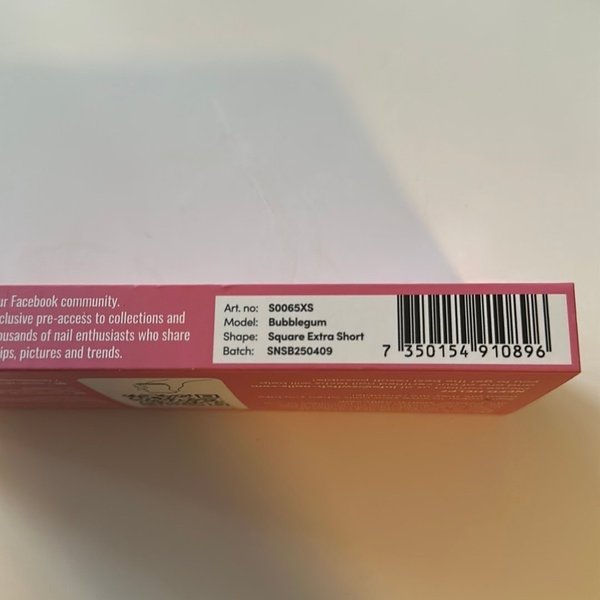 ur Facebook community.
clusive pre-access to collections and
ousands of nail enthusiasts who share
ips, pictures and trends.
Art. no: S0065XS
Model: Bubblegum
Shape: Square Extra Short
Batch: SNSB250409
7 350154 910896